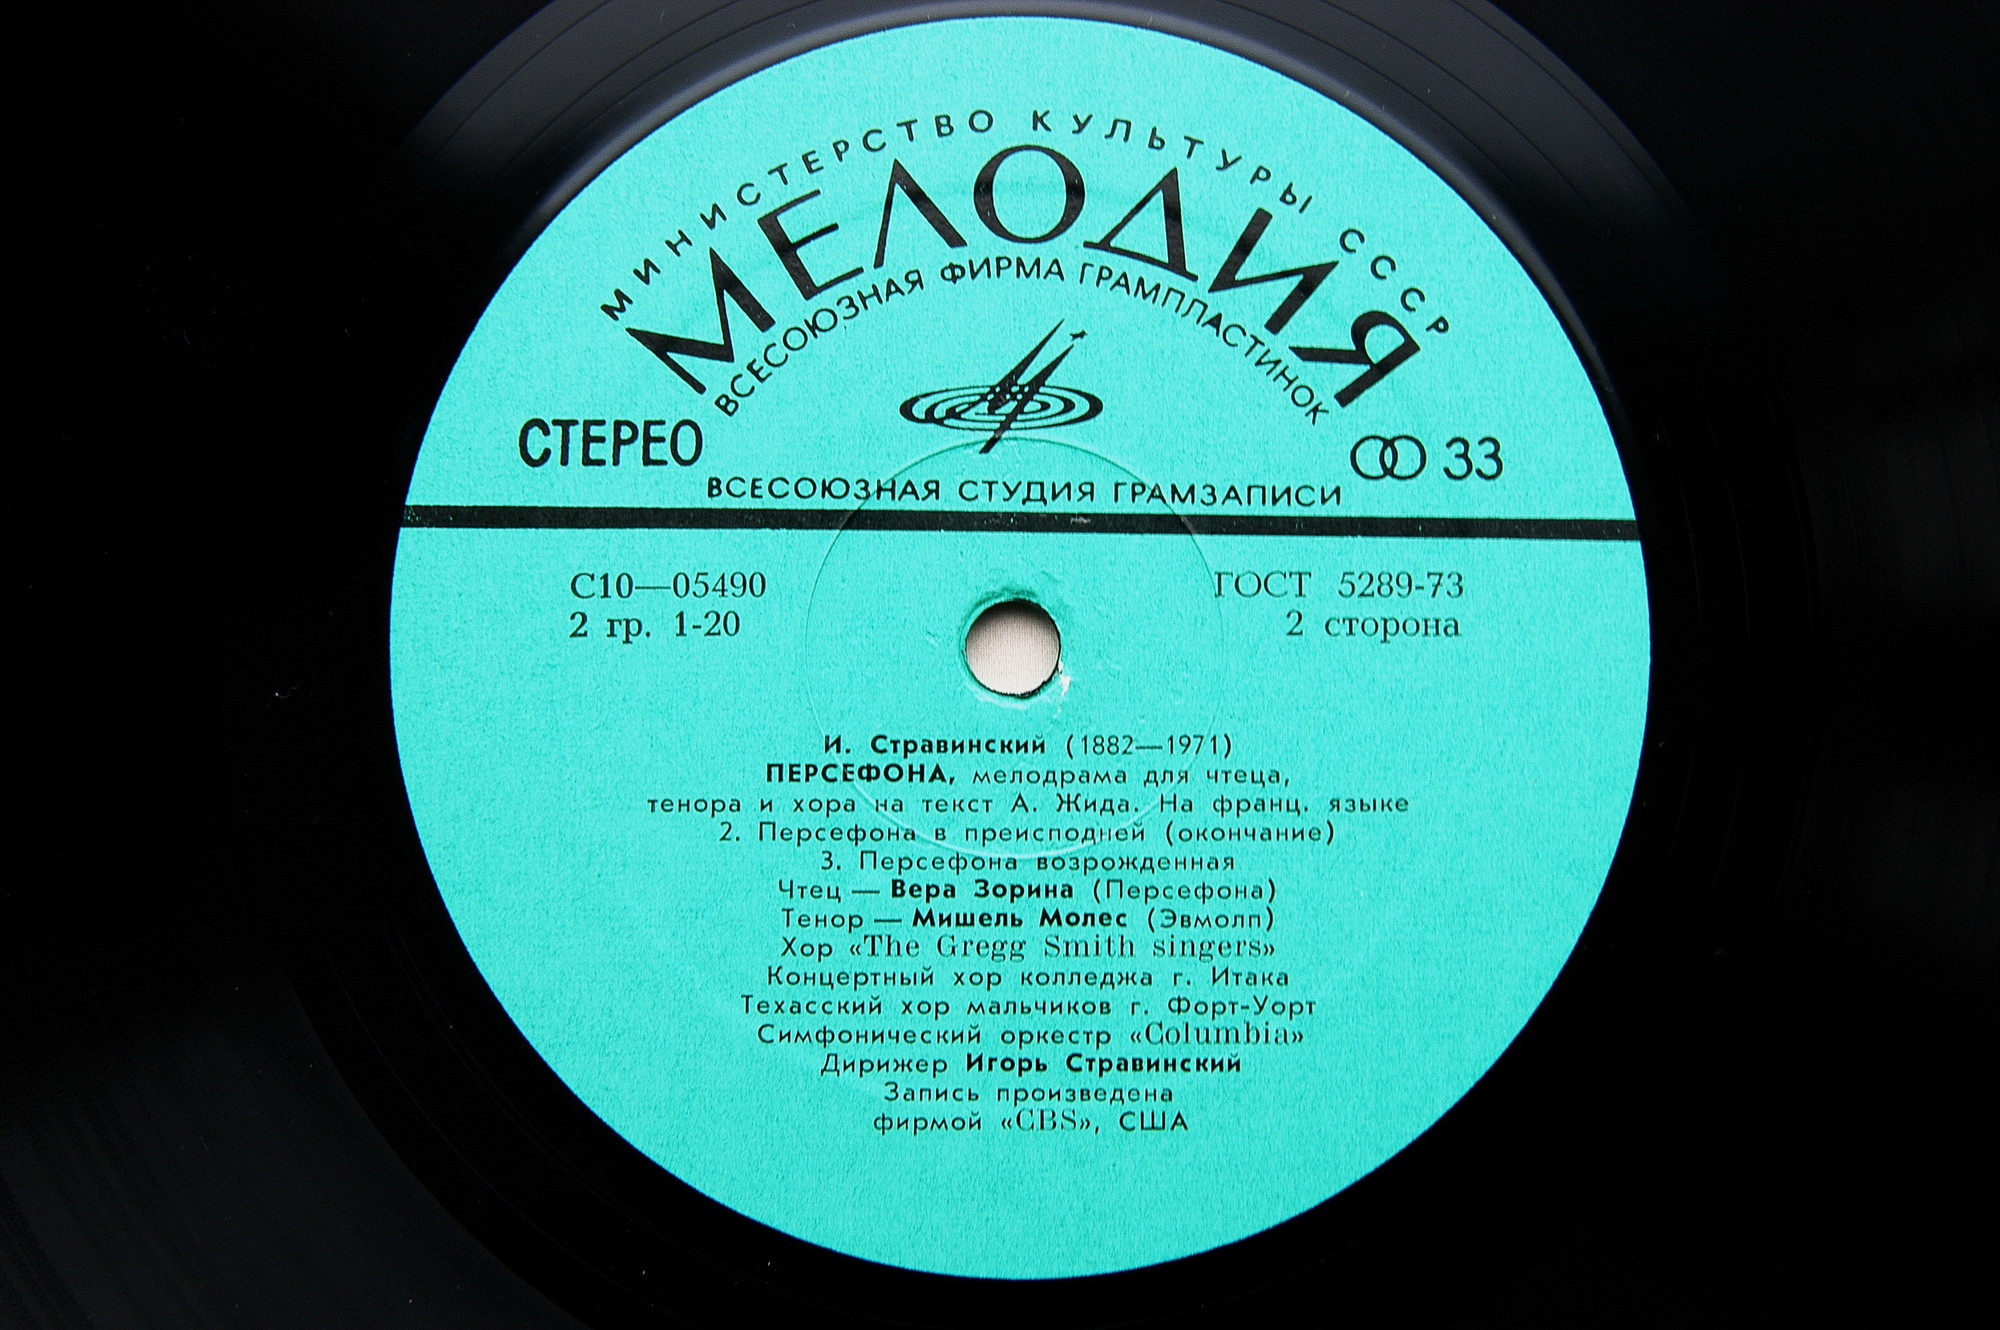 МИНИСТЕРСТВО КУЛЬТУРЫ СССР
МЕЛОДИЯ
ВСЕСОЮЗНАЯ ФИРМА ГРАМПЛАСТИНОК
СТЕРЕО
33
ВСЕСОЮЗНАЯ СТУДИЯ ГРАМЗАПИСИ
С10—05490
ГОСТ 5289-73
2 гр. 1-20
2 сторона
И. Стравинский (1882—1971)
ПЕРСЕФОНА, мелодрама для чтеца,
тенора и хора на текст А. Жида. На франц. языке
2. Персефона в преисподней (окончание)
3. Персефона возрожденная
Чтец — Вера Зорина (Персефона)
Тенор — Мишель Молес (Эвмолп)
Хор «The Gregg Smith singers»
Концертный хор колледжа г. Итака
Техасский хор мальчиков г. Форт-Уорт
Симфонический оркестр «Columbia»
Дирижер Игорь Стравинский
Запись произведена
фирмой «CBS», США